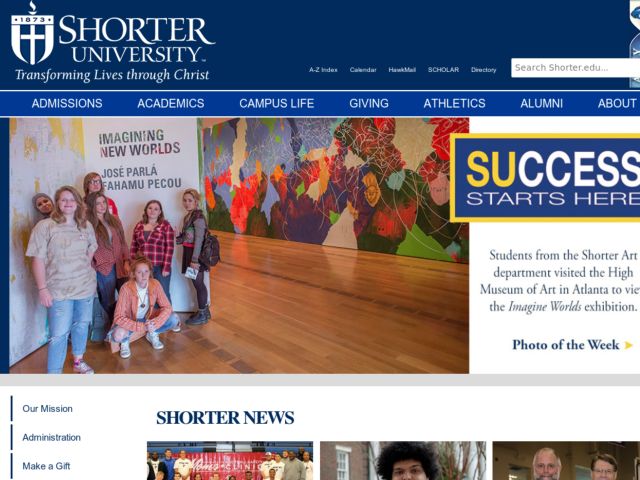 1873
SHORTER
UNIVERSITY
Transforming Lives through Christ
A-Z Index Calendar HawkMail SCHOLAR Directory
Search Shorter.edu...
ADMISSIONS ACADEMICS CAMPUS LIFE GIVING ATHLETICS ALUMNI ABOUT
IMAGINING
NEW WORLDS
JOSÉ PARLÁ
FAHAMU PECOU
SUCCESS
STARTS HERE
Students from the Shorter Art
department visited the High
Museum of Art in Atlanta to view
the Imagine Worlds exhibition.
Photo of the Week
Our Mission
Administration
Make a Gift
SHORTER NEWS
CLINIC